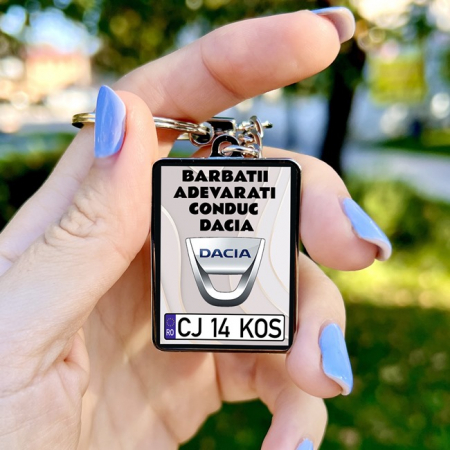 BARBATII
ADEVARATI
CONDUC
DACIA
DACIA
RO CJ 14 KOS